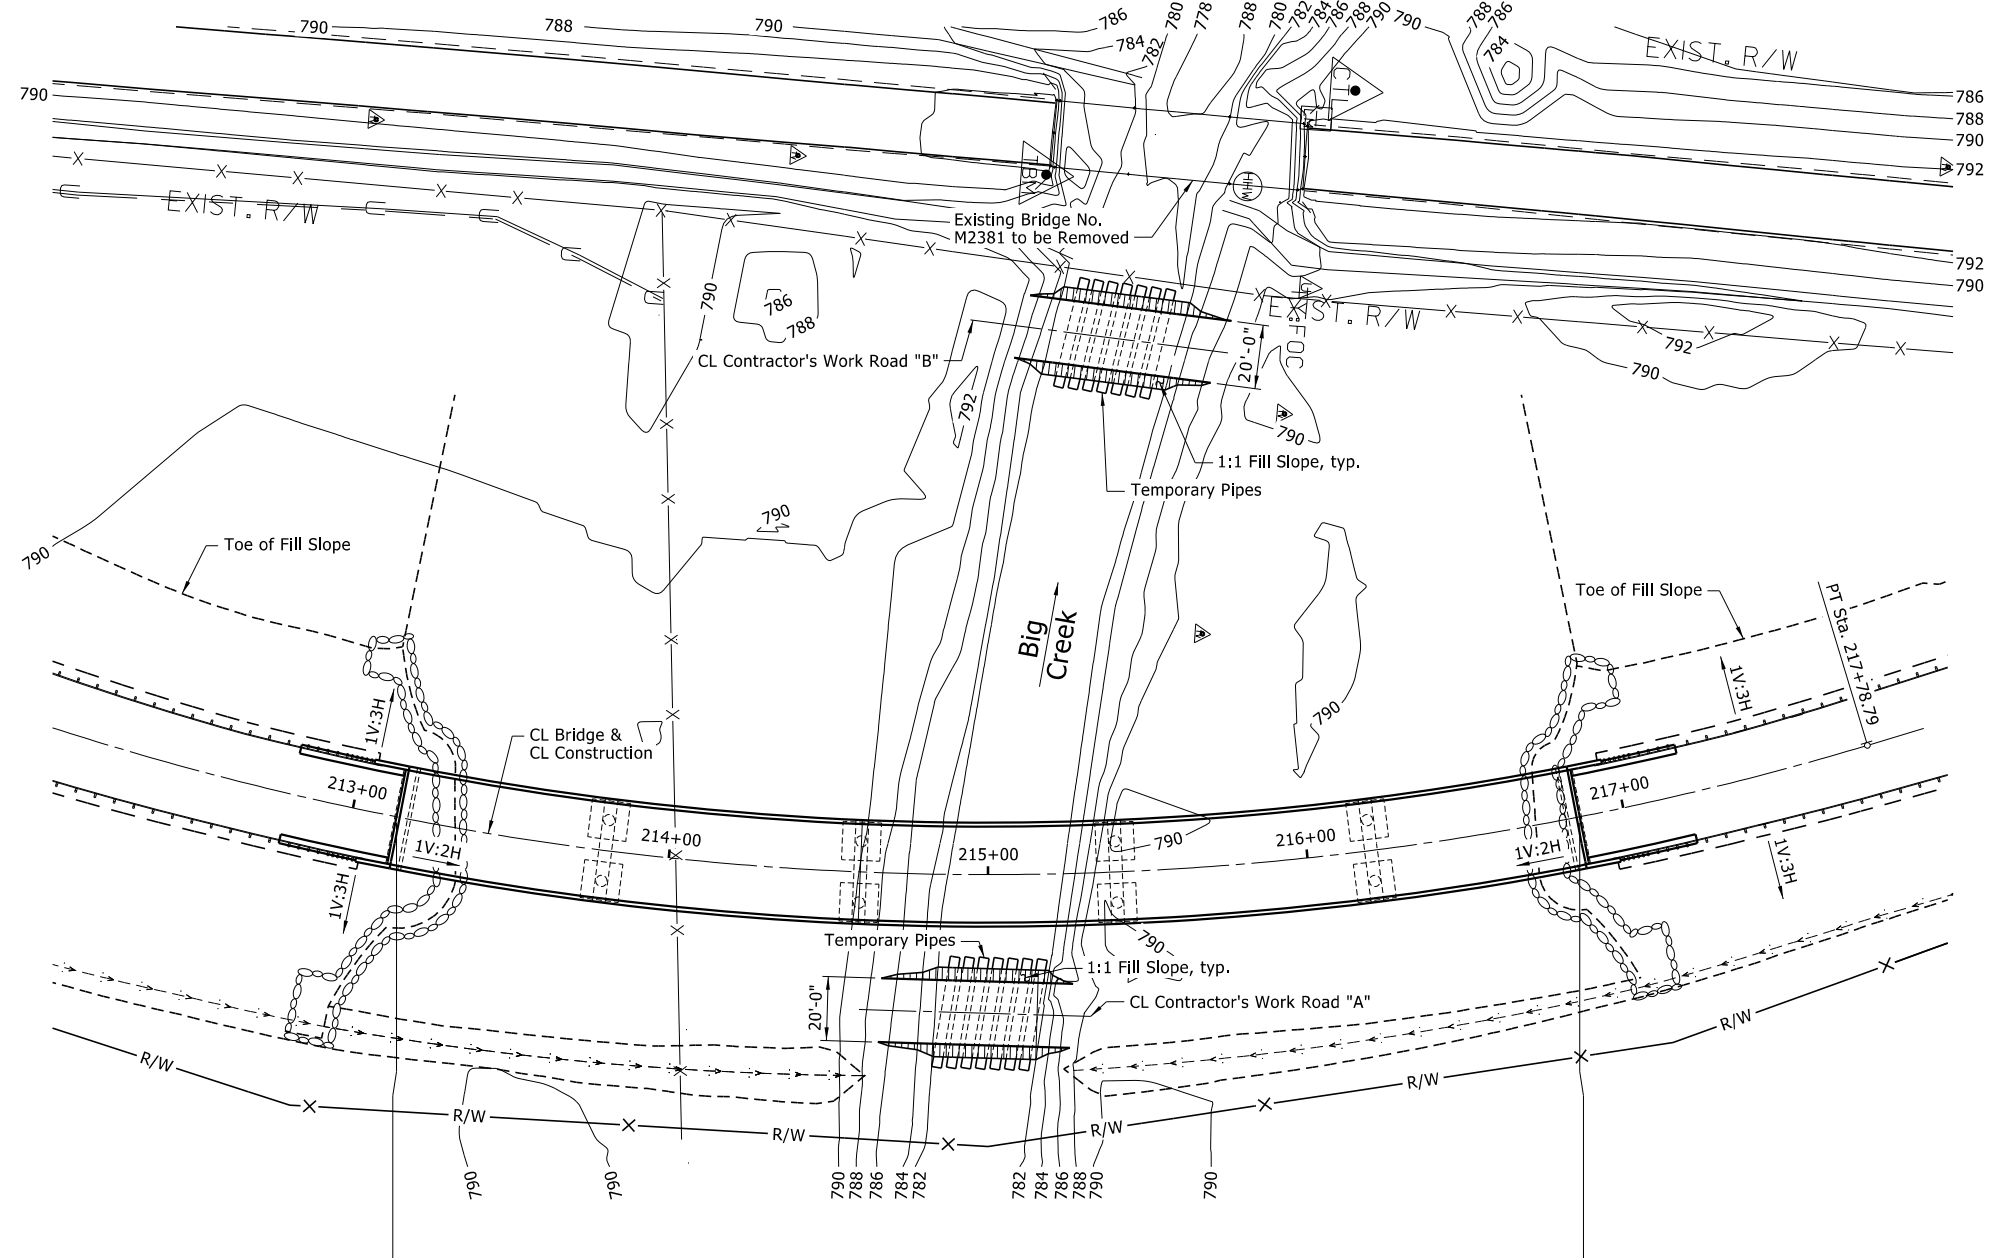 790
788
790
786
784
782
780
778
788
780
782
784
786
788
790
790
788
786
784
EXIST. R/W
786
788
790
792
790
EXIST. R/W
CT
TB
HHW
Existing Bridge No.
M2381 to be Removed
792
790
790
786
788
CL Contractor's Work Road "B"
20'-0"
EXIST. R/W
UT:FOC
792
790
792
790
1:1 Fill Slope, typ.
Temporary Pipes
790
790
Toe of Fill Slope
Big
Creek
Toe of Fill Slope
PT Sta. 217+78.79
1V:3H
1V:3H
790
CL Bridge &
CL Construction
213+00
214+00
215+00
216+00
217+00
790
1V:2H
1V:2H
1V:3H
1V:3H
790
Temporary Pipes
1:1 Fill Slope, typ.
CL Contractor's Work Road "A"
20'-0"
R/W
R/W
R/W
R/W
R/W
R/W
790
790
790
788
786
784
782
782
784
786
788
790
790